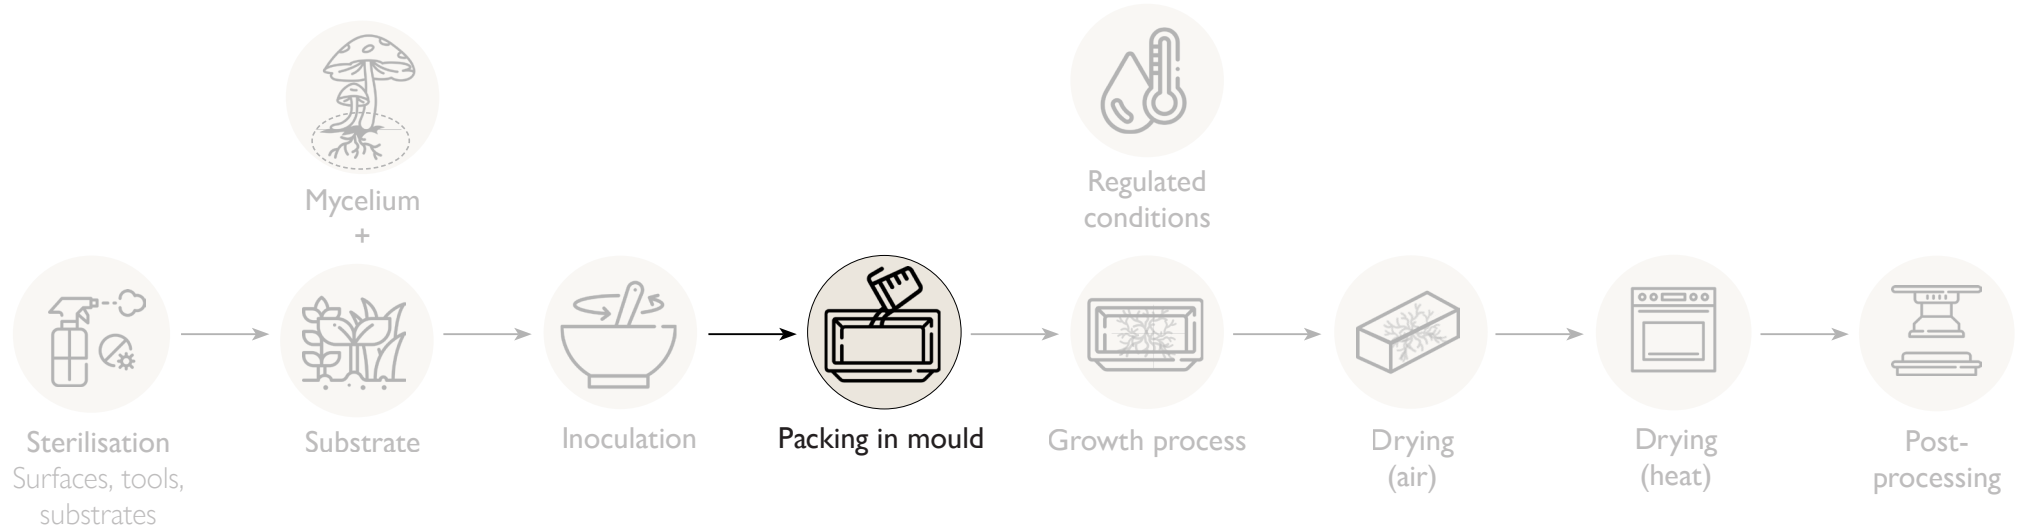 Mycelium
+
Regulated
conditions
Sterilisation
Surfaces, tools,
substrates
Substrate
Inoculation
Packing in mould
Growth process
Drying
(air)
Drying
(heat)
Post-
processing